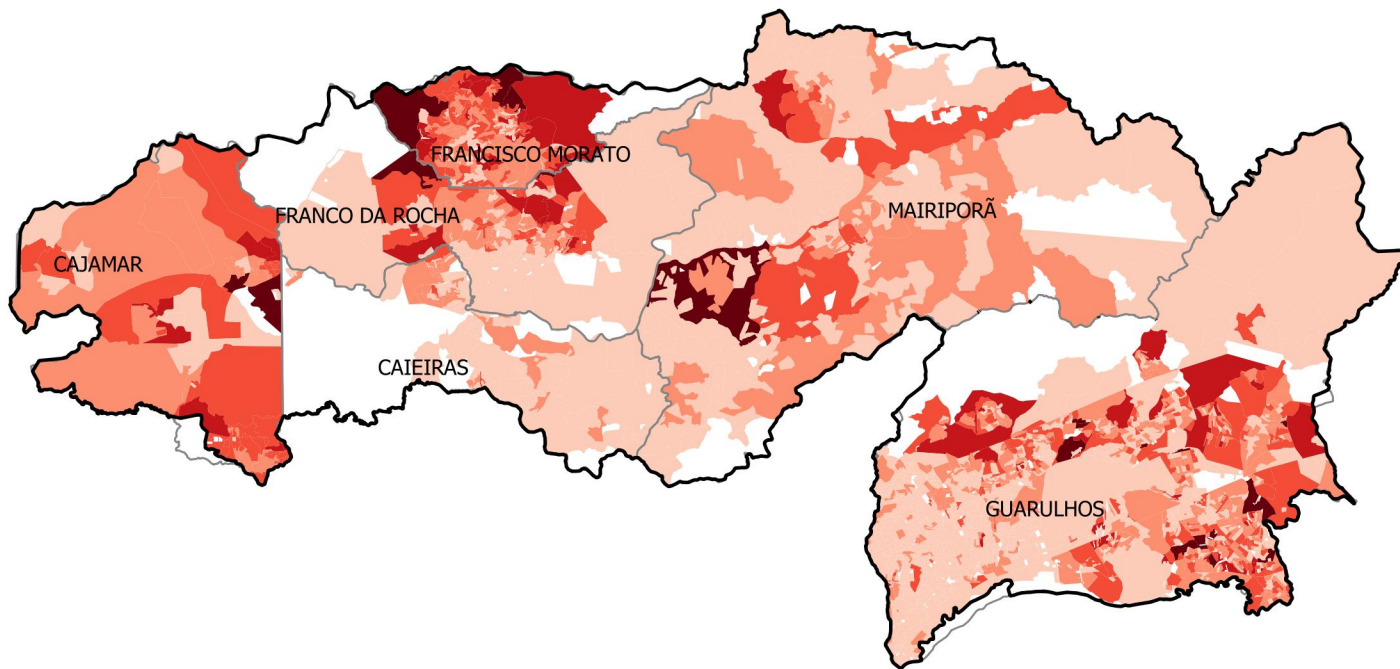 FRANCISCO MORATO
FRANCO DA ROCHA
MAIRIPORÃ
CAJAMAR
CAIEIRAS
GUARULHOS